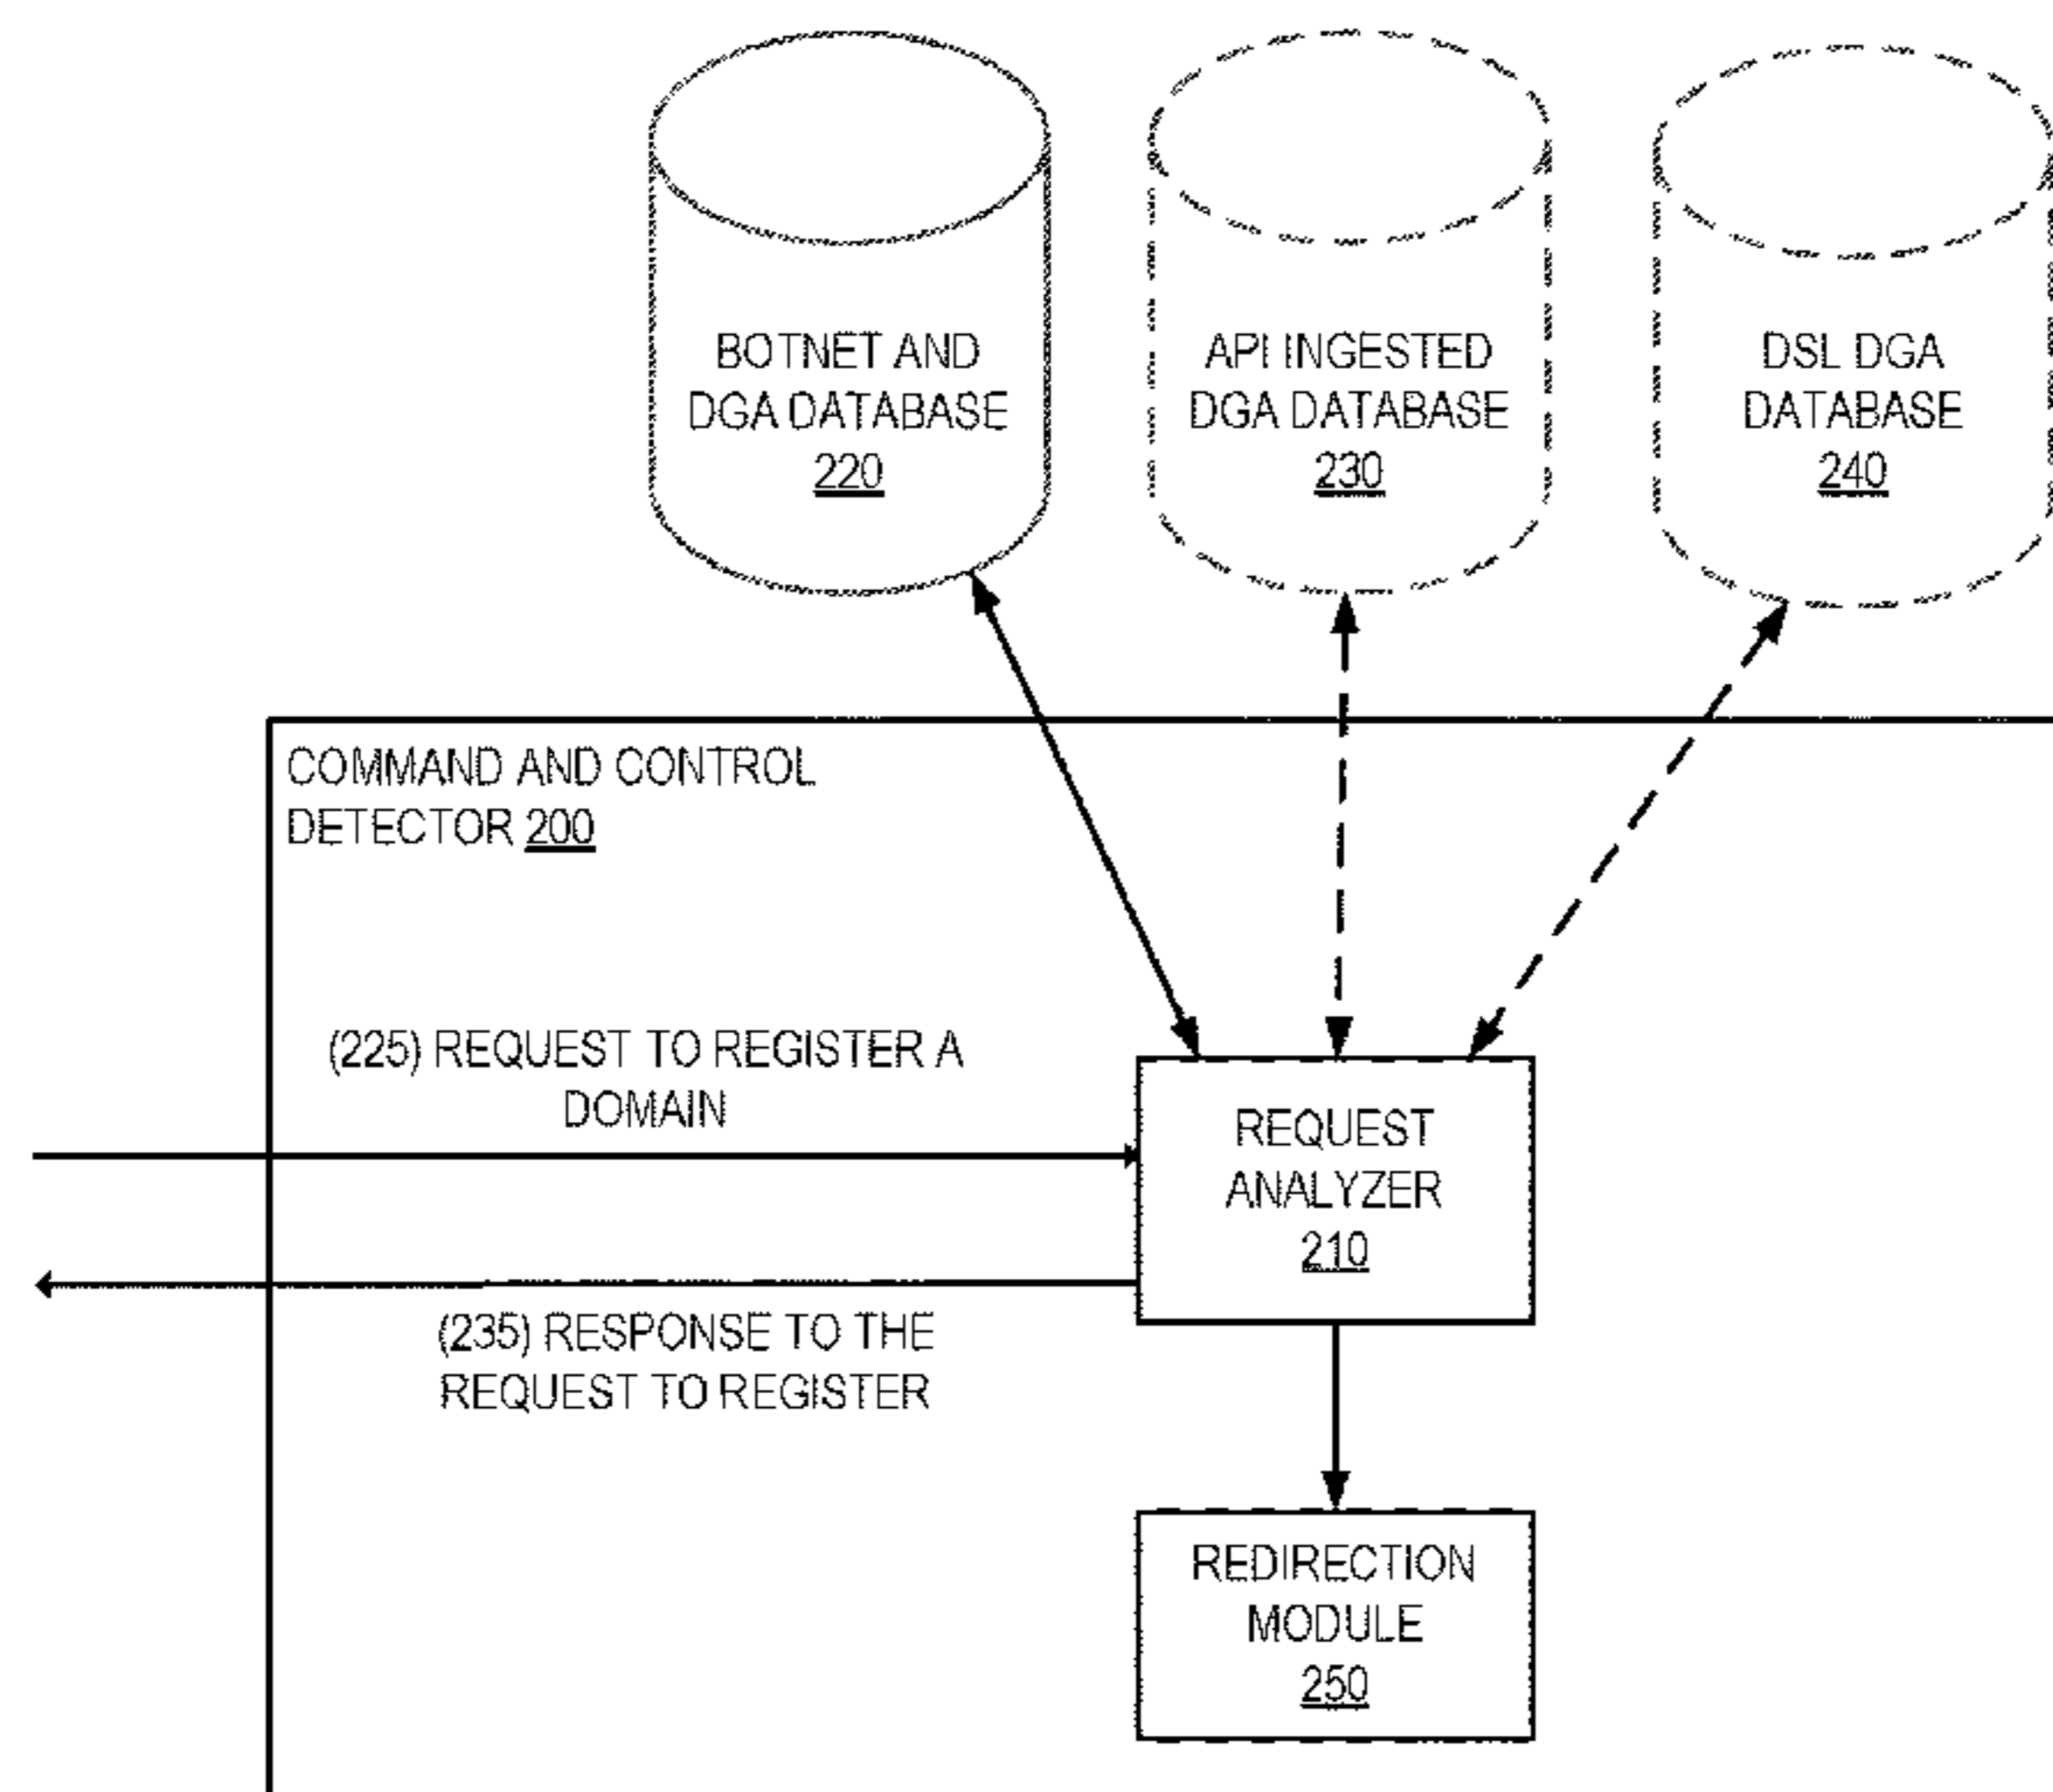 BOTNET AND
DGA DATABASE
220
API INGESTED
DGA DATABASE
230
DSL DGA
DATABASE
240
COMMAND AND CONTROL
DETECTOR 200
(225) REQUEST TO REGISTER A
DOMAIN
REQUEST
ANALYZER
210
(235) RESPONSE TO THE
REQUEST TO REGISTER
REDIRECTION
MODULE
250